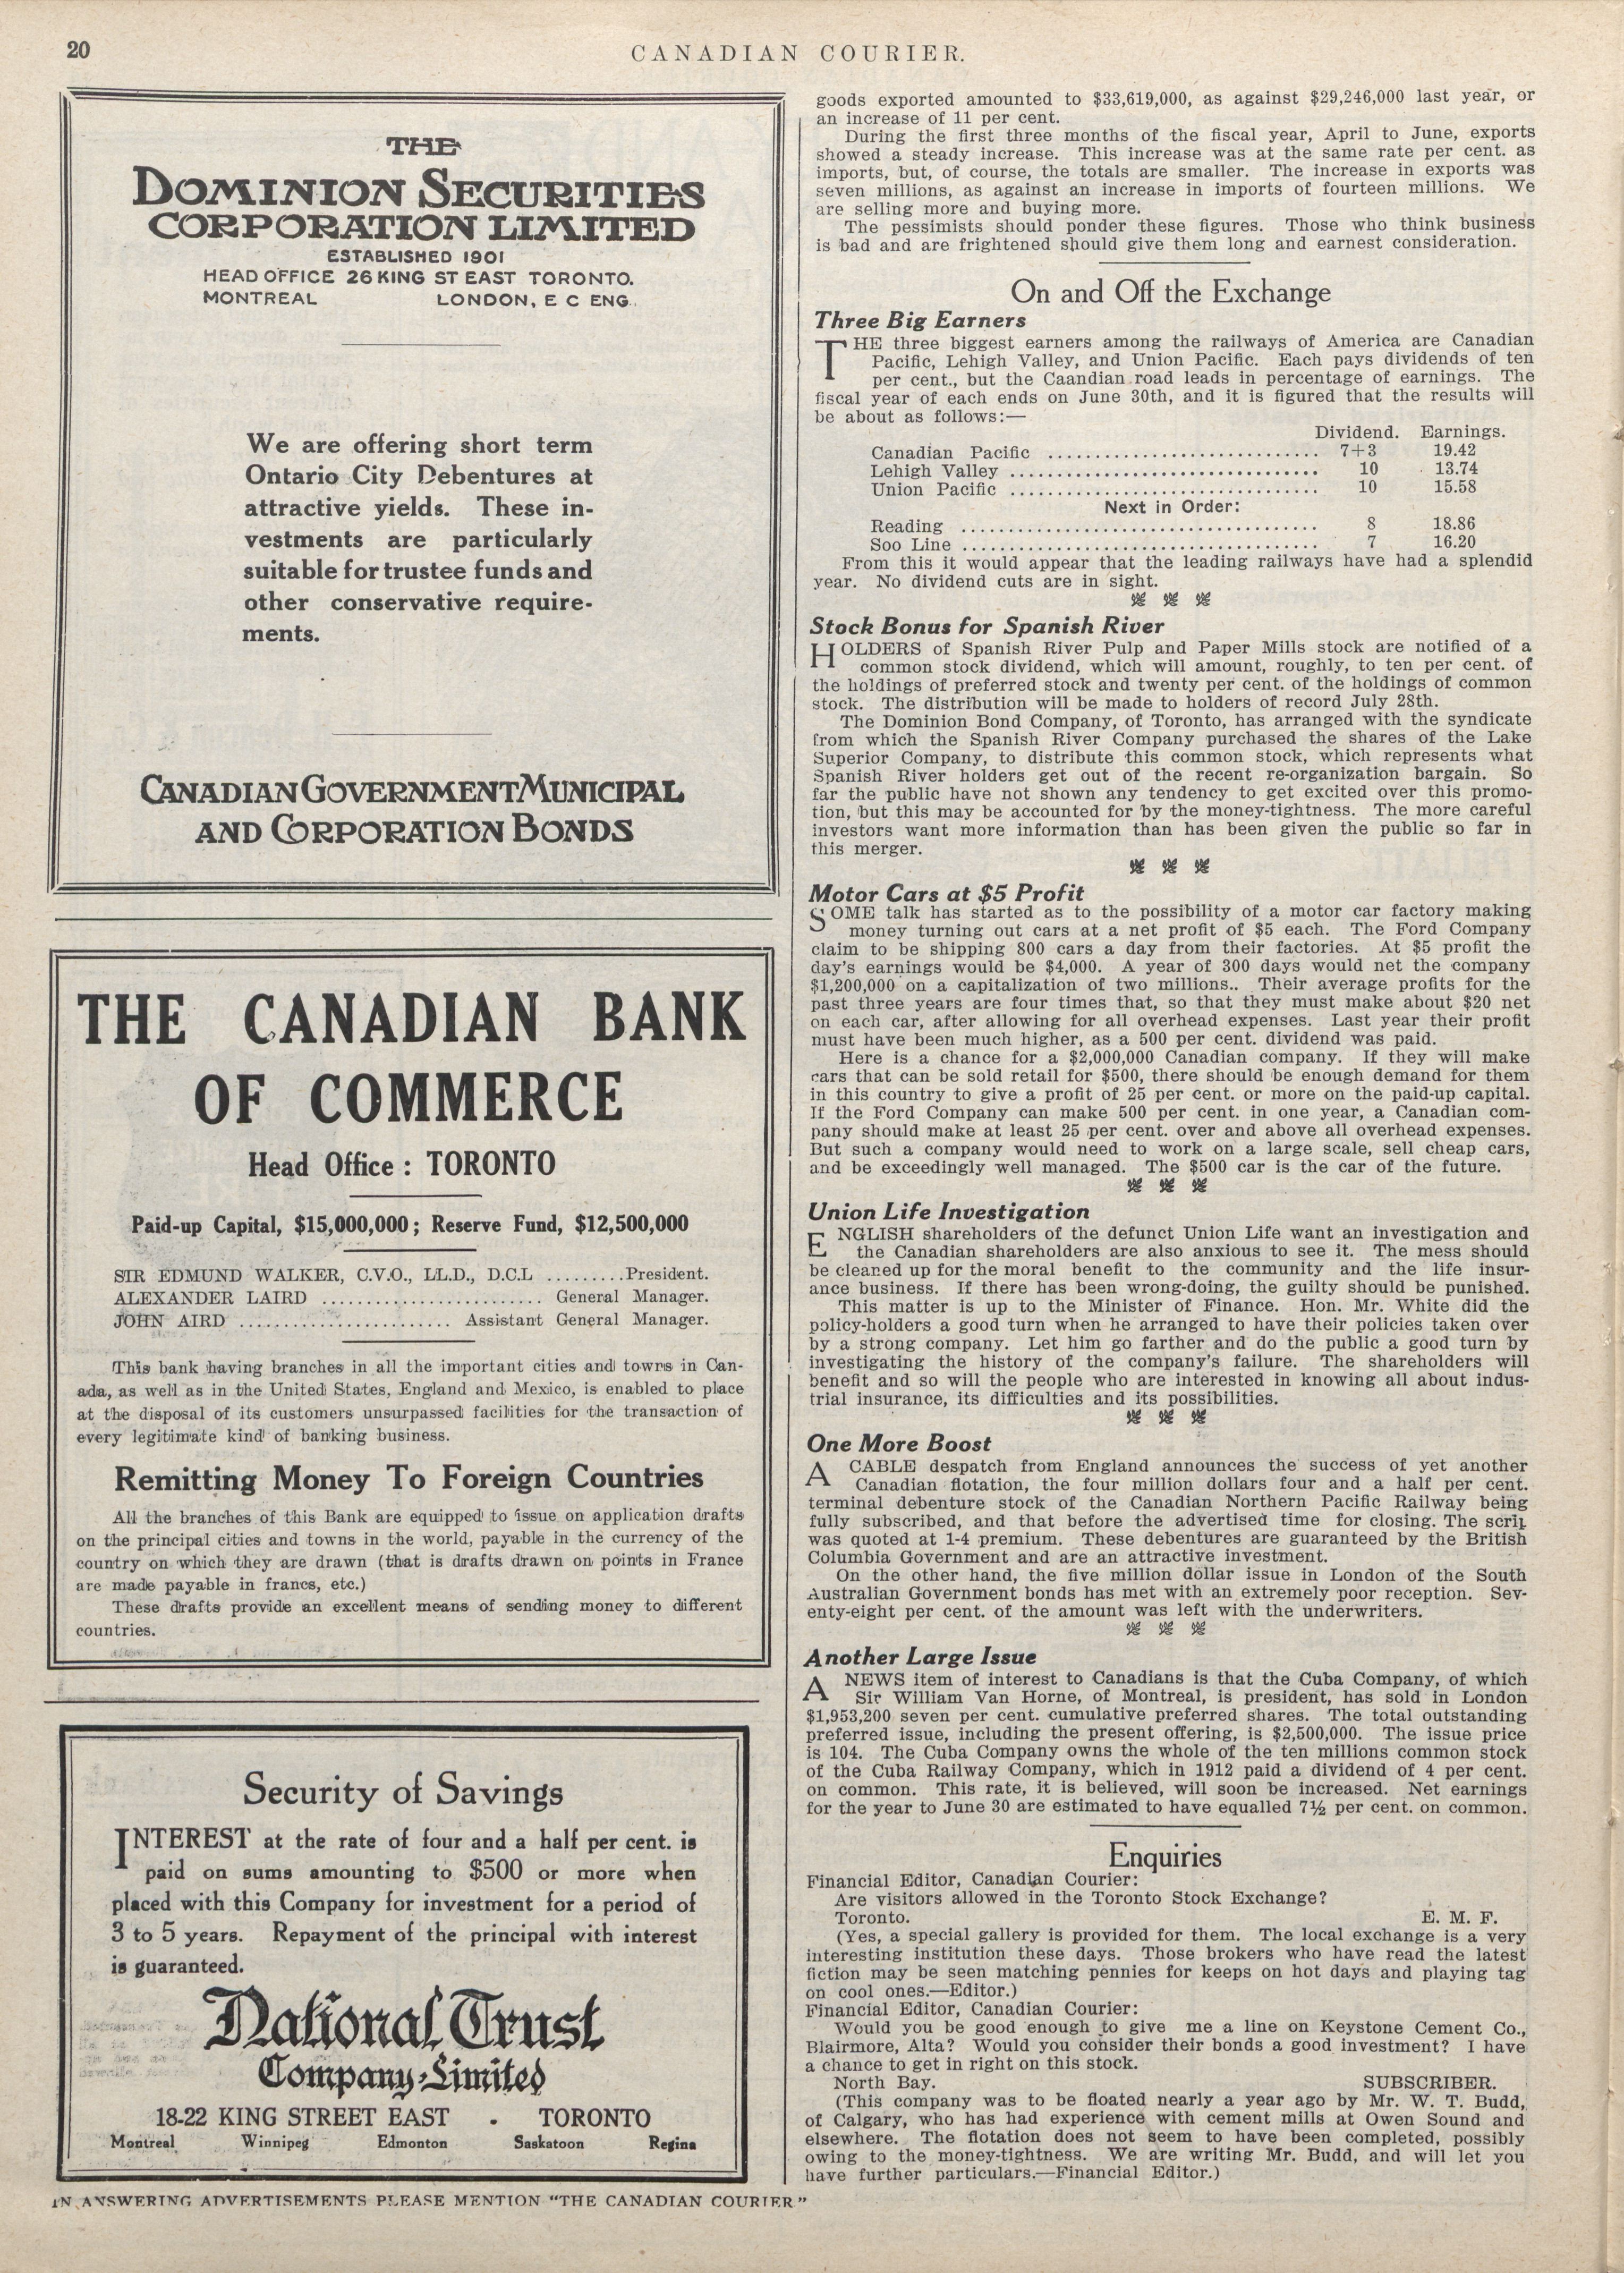 20
CANADIAN COURIER.
THE
DOMINION SECURITIES
CORPORATION LIMITED
ESTABLISHED 1901
HEAD OFFICE 26 KING ST EAST TORONTO.
MONTREAL LONDON, E C ENG.
We are offering short term
Ontario City Debentures at
attractive yields. These in-
vestments are particularly
suitable for trustee funds and
other conservative require-
ments.
CANADIAN GOVERNMENT MUNICIPAL
AND CORPORATION BONDS
THE CANADIAN BANK
OF COMMERCE
Head Office : TORONTO
Paid-up Capital, $15,000,000 ; Reserve Fund, $12,500,000
SIR EDMUND WALKER, C.V.O., LL.D., D.C.L .........President.
ALEXANDER LAIRD ......................... General Manager.
JOHN AIRD ........................ Assistant General Manager.
This bank having branches in all the important cities and towns in Can-
ada, as well as in the United States, England and Mexico, is enabled to place
at the disposal of its customers unsurpassed facilities for the transaction of
every legitimate kind of banking business.
Remitting Money To Foreign Countries
All the branches of this Bank are equipped to issue on application drafts
on the principal cities and towns in the world, payable in the currency of the
country on which they are drawn (that is drafts drawn on points in France
are made payable in francs, etc.)
These drafts provide an excellent means of sending money to different
countries.
Security of Savings
INTEREST at the rate of four and a half per cent. is
paid on sums amounting to $500 or more when
placed with this Company for investment for a period of
3 to 5 years. Repayment of the principal with interest
is guaranteed.
National Trust
Company-Limited
18-22 KING STREET EAST - TORONTO
Montreal Winnipeg Edmonton Saskatoon Regina
IN ANSWERING ADVERTISEMENTS PLEASE MENTION "THE CANADIAN COURIER"
goods exported amounted to $33,619,000, as against $29,246,000 last year, or
an increase of 11 per cent.
During the first three months of the fiscal year, April to June, exports
showed a steady increase. This increase was at the same rate per cent. as
imports, but, of course, the totals are smaller. The increase in exports was
seven millions, as against an increase in imports of fourteen millions. We
are selling more and buying more.
The pessimists should ponder these figures. Those who think business
is bad and are frightened should give them long and earnest consideration.
On and Off the Exchange
Three Big Earners
THE three biggest earners among the railways of America are Canadian
Pacific, Lehigh Valley, and Union Pacific. Each pays dividends of ten
per cent., but the Caandian road leads in percentage of earnings. The
fiscal year of each ends on June 30th, and it is figured that the results will
be about as follows:—
Dividend. Earnings.
Canadian Pacific ............................ 7+3 19.42
Lehigh Valley ................................ 10 13.74
Union Pacific ................................ 10 15.58
Next in Order:
Reading ..................................... 8 18.86
Soo Line ..................................... 7 16.20
From this it would appear that the leading railways have had a splendid
year. No dividend cuts are in sight.
Stock Bonus for Spanish River
HOLDERS of Spanish River Pulp and Paper Mills stock are notified of a
common stock dividend, which will amount, roughly, to ten per cent. of
the holdings of preferred stock and twenty per cent. of the holdings of common
stock. The distribution will be made to holders of record July 28th.
The Dominion Bond Company, of Toronto, has arranged with the syndicate
from which the Spanish River Company purchased the shares of the Lake
Superior Company, to distribute this common stock, which represents what
Spanish River holders get out of the recent re-organization bargain. So
far the public have not shown any tendency to get excited over this promo-
tion, but this may be accounted for by the money-tightness. The more careful
investors want more information than has been given the public so far in
this merger.
Motor Cars at $5 Profit
SOME talk has started as to the possibility of a motor car factory making
money turning out cars at a net profit of $5 each. The Ford Company
claim to be shipping 800 cars a day from their factories. At $5 profit the
day's earnings would be $4,000. A year of 300 days would net the company
$1,200,000 on a capitalization of two millions.. Their average profits for the
past three years are four times that, so that they must make about $20 net
on each car, after allowing for all overhead expenses. Last year their profit
must have been much higher, as a 500 per cent. dividend was paid.
Here is a chance for a $2,000,000 Canadian company. If they will make
cars that can be sold retail for $500, there should be enough demand for them
in this country to give a profit of 25 per cent. or more on the paid-up capital.
If the Ford Company can make 500 per cent. in one year, a Canadian com-
pany should make at least 25 per cent. over and above all overhead expenses.
But such a company would need to work on a large scale, sell cheap cars,
and be exceedingly well managed. The $500 car is the car of the future.
Union Life Investigation
ENGLISH shareholders of the defunct Union Life want an investigation and
the Canadian shareholders are also anxious to see it. The mess should
be cleaned up for the moral benefit to the community and the life insur-
ance business. If there has been wrong-doing, the guilty should be punished.
This matter is up to the Minister of Finance. Hon. Mr. White did the
policy-holders a good turn when he arranged to have their policies taken over
by a strong company. Let him go farther and do the public a good turn by
investigating the history of the company's failure. The shareholders will
benefit and so will the people who are interested in knowing all about indus-
trial insurance, its difficulties and its possibilities.
One More Boost
A CABLE despatch from England announces the success of yet another
Canadian flotation, the four million dollars four and a half per cent.
terminal debenture stock of the Canadian Northern Pacific Railway being
fully subscribed, and that before the advertised time for closing. The scrip
was quoted at 1-4 premium. These debentures are guaranteed by the British
Columbia Government and are an attractive investment.
On the other hand, the five million dollar issue in London of the South
Australian Government bonds has met with an extremely poor reception. Sev-
enty-eight per cent. of the amount was left with the underwriters.
Another Large Issue
A NEWS item of interest to Canadians is that the Cuba Company, of which
Sir William Van Horne, of Montreal, is president, has sold in London
$1,953,200 seven per cent. cumulative preferred shares. The total outstanding
preferred issue, including the present offering, is $2,500,000. The issue price
is 104. The Cuba Company owns the whole of the ten millions common stock
of the Cuba Railway Company, which in 1912 paid a dividend of 4 per cent.
on common. This rate, it is believed, will soon be increased. Net earnings
for the year to June 30 are estimated to have equalled 7½ per cent. on common.
Enquiries
Financial Editor, Canadian Courier:
Are visitors allowed in the Toronto Stock Exchange?
Toronto. E. M. F.
(Yes, a special gallery is provided for them. The local exchange is a very
interesting institution these days. Those brokers who have read the latest
fiction may be seen matching pennies for keeps on hot days and playing tag
on cool ones.—Editor.)
Financial Editor, Canadian Courier:
Would you be good enough to give me a line on Keystone Cement Co.,
Blairmore, Alta? Would you consider their bonds a good investment? I have
a chance to get in right on this stock.
North Bay. SUBSCRIBER.
(This company was to be floated nearly a year ago by Mr. W. T. Budd,
of Calgary, who has had experience with cement mills at Owen Sound and
elsewhere. The flotation does not seem to have been completed, possibly
owing to the money-tightness. We are writing Mr. Budd, and will let you
have further particulars.—Financial Editor.)